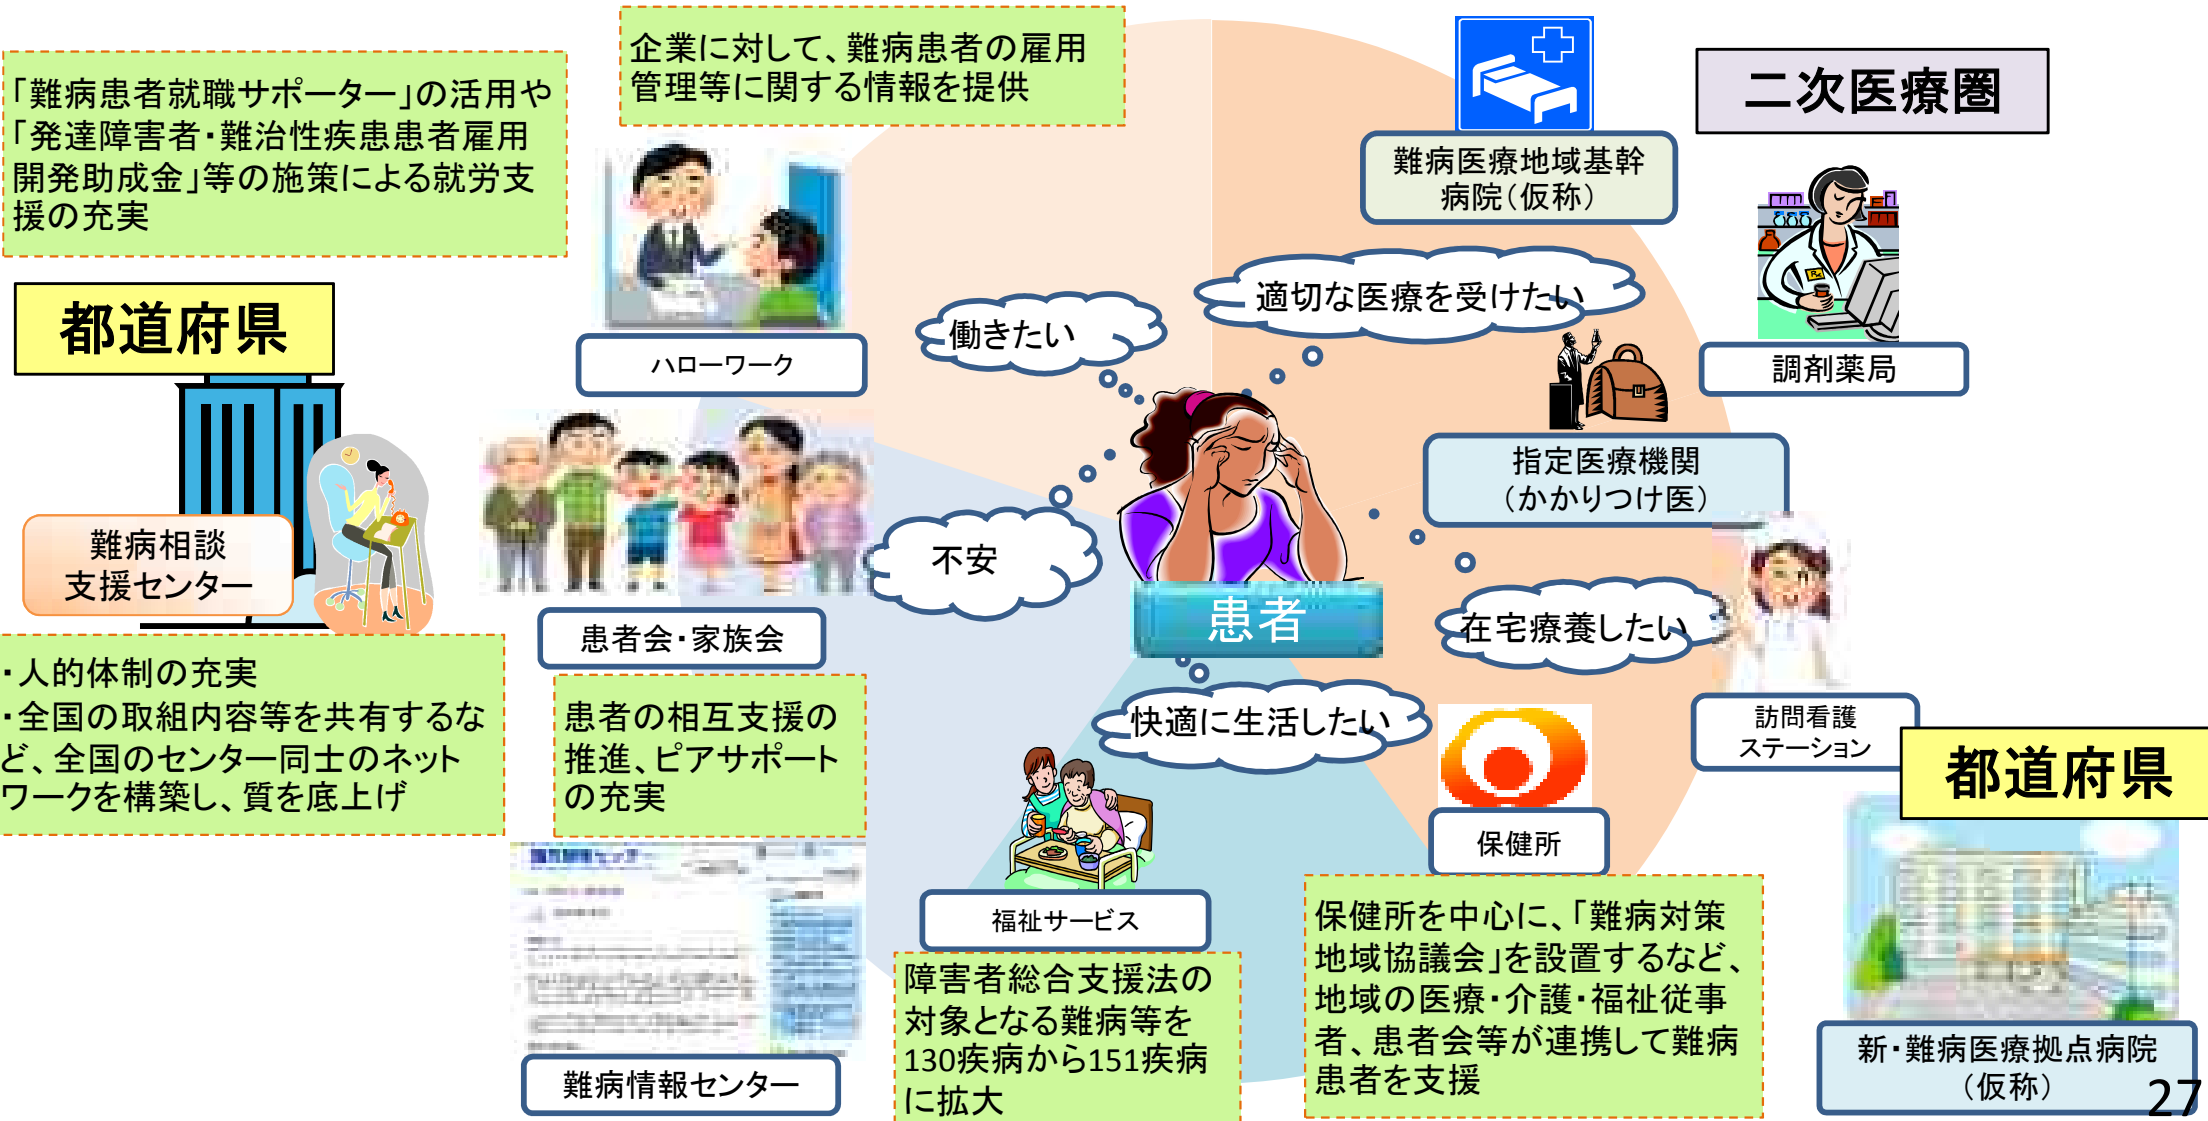 「難病患者就職サポーター」の活用や
「発達障害者・難治性疾患患者雇用
開発助成金」等の施策による就労支
援の充実
企業に対して、難病患者の雇用
管理等に関する情報を提供
難病医療地域基幹
病院（仮称）
二次医療圏
都道府県
ハローワーク
働きたい
適切な医療を受けたい
調剤薬局
指定医療機関
（かかりつけ医）
難病相談
支援センター
不安
患者
在宅療養したい
患者会・家族会
・人的体制の充実
・全国の取組内容等を共有するな
ど、全国のセンター同士のネット
ワークを構築し、質を底上げ
患者の相互支援の
推進、ピアサポート
の充実
快適に生活したい
訪問看護
ステーション
都道府県
保健所
福祉サービス
障害者総合支援法の
対象となる難病等を
130疾病から151疾病
に拡大
保健所を中心に、「難病対策
地域協議会」を設置するなど、
地域の医療・介護・福祉従事
者、患者会等が連携して難病
患者を支援
難病情報センター
新・難病医療拠点病院
（仮称）
27